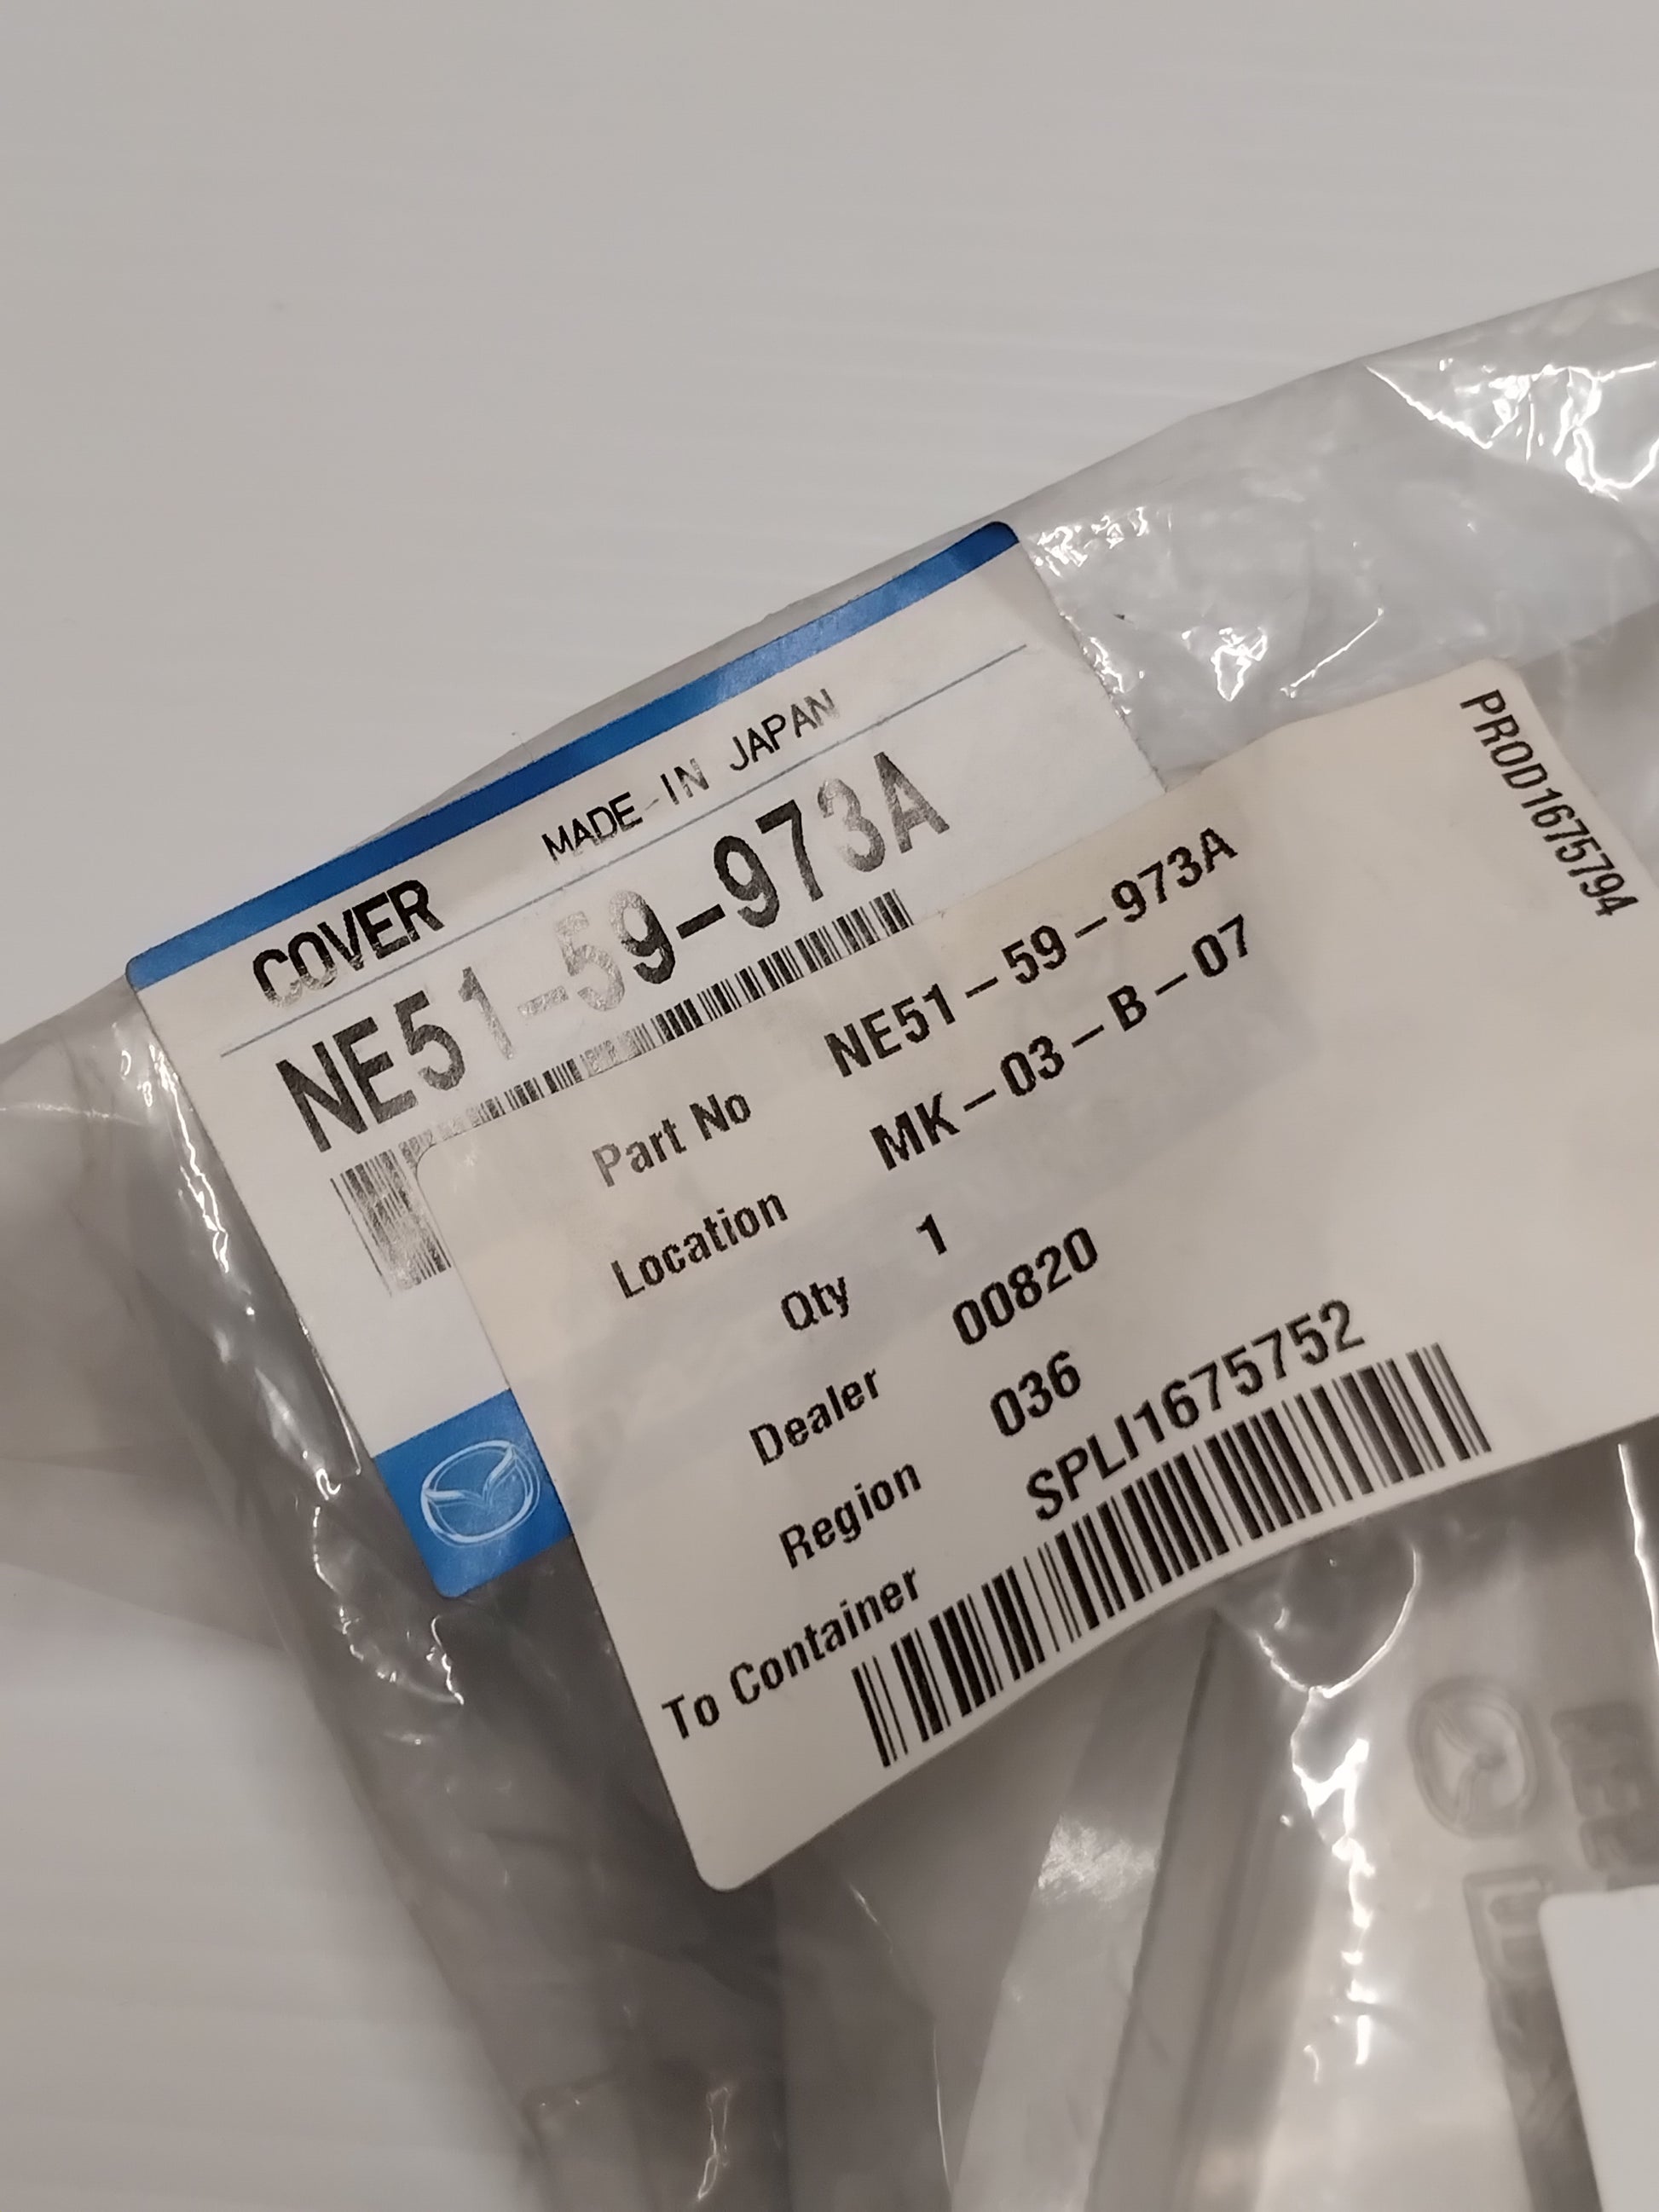 MADE IN JAPAN
COVER
NE51-59-973A
PROD1675794
Part No NE51-59-973A
Location MK-03-B-07
Qty 1
Dealer 00820
Region 036
To Container SPLI1675752